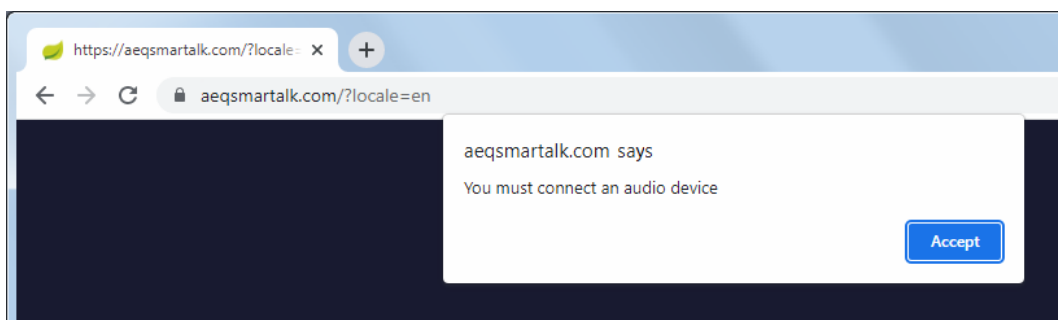 https://aeqsmartalk.com/?locale=
aeqsmartalk.com/?locale=en
aeqsmartalk.com says
You must connect an audio device
Accept